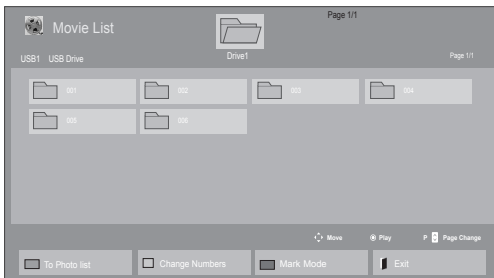 Page 1/1
Movie List
Drive1
USB1 USB Drive
Page 1/1
001 002 003 004
005 006
Move Play P Page Change
To Photo list Change Numbers Mark Mode Exit